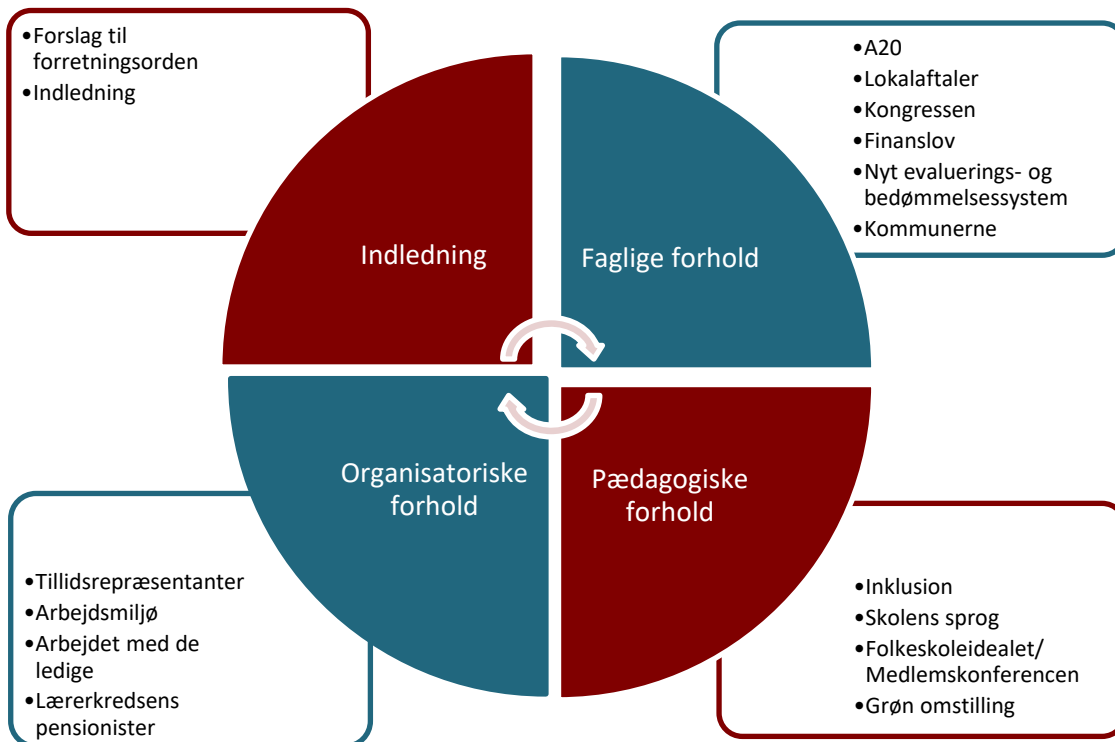 •Forslag til
forretningsorden
•Indledning
•A20
•Lokalaftaler
•Kongressen
•Finanslov
•Nyt evaluerings- og
bedømmelsessystem
•Kommunerne
Indledning
Faglige forhold
Organisatoriske
forhold
Pædagogiske
forhold
•Tillidsrepræsentanter
•Arbejdsmiljø
•Arbejdet med de
ledige
•Lærerkredsens
pensionister
•Inklusion
•Skolens sprog
•Folkeskoleidealet/
Medlemskonferencen
•Grøn omstilling